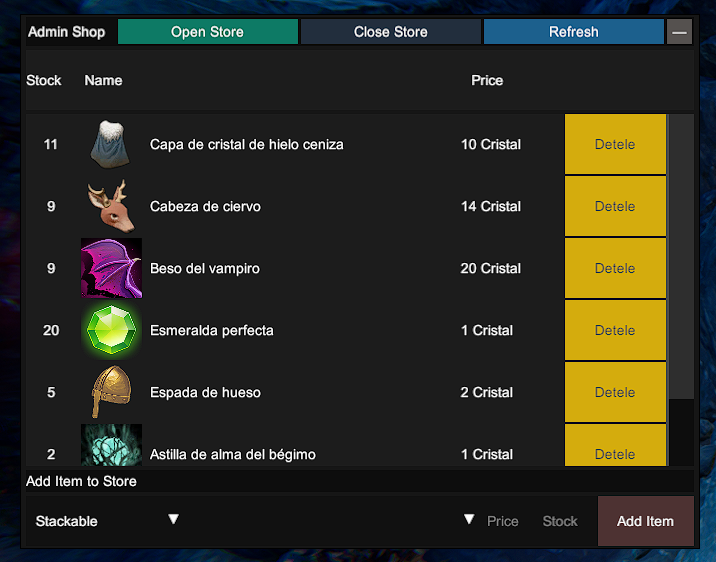 Admin Shop Open Store Close Store Refresh —
Stock Name Price
11 Capa de cristal de hielo ceniza 10 Cristal Detele
9 Cabeza de ciervo 14 Cristal Detele
9 Beso del vampiro 20 Cristal Detele
20 Esmeralda perfecta 1 Cristal Detele
5 Espada de hueso 2 Cristal Detele
2 Astilla de alma del bégimo 1 Cristal Detele
Add Item to Store
Stackable ▼ ▼ Price Stock Add Item